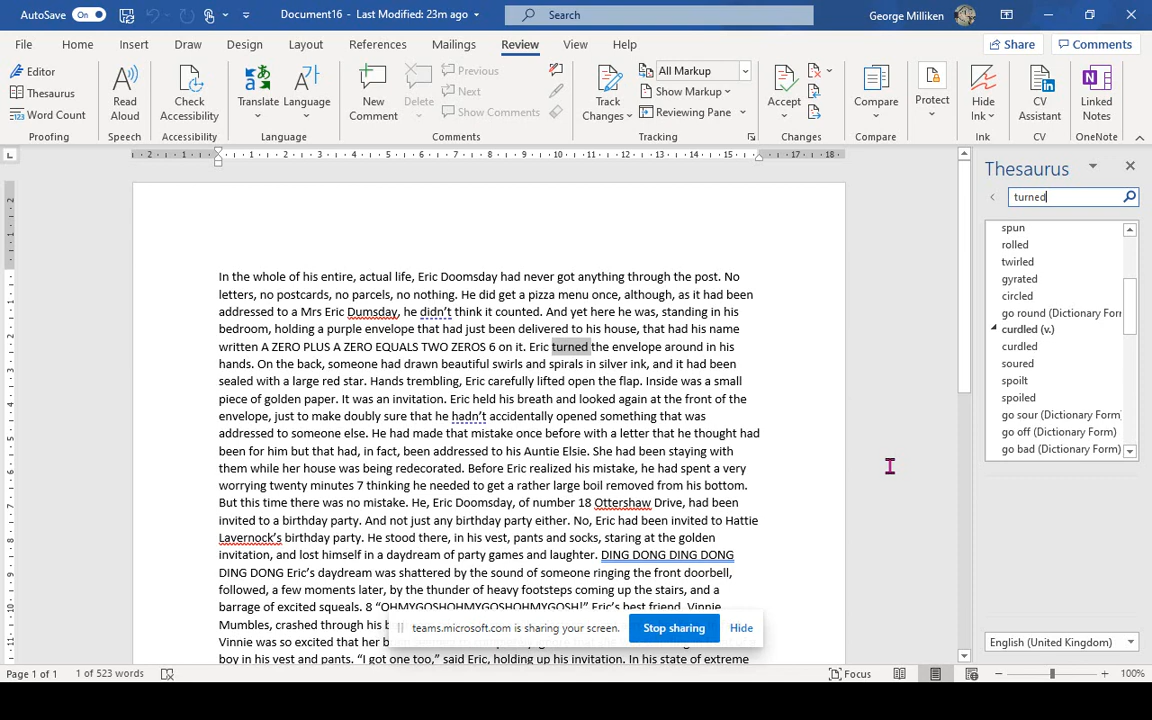 AutoSave On Document16 - Last Modified: 23m ago Search George Milliken
File Home Insert Draw Design Layout References Mailings Review View Help Share Comments
Editor
Thesaurus
Word Count
Proofing
Read Aloud
Speech
Check Accessibility
Accessibility
Translate
Language
Language
New Comment
Delete
Previous
Next
Show Comments
Comments
Track Changes
All Markup
Show Markup
Reviewing Pane
Tracking
Accept
Changes
Compare
Compare
Protect
Hide Ink
Ink
CV Assistant
CV
Linked Notes
OneNote
2 1 1 2 3 4 5 6 7 8 9 10 11 12 13 14 15 17 18
In the whole of his entire, actual life, Eric Doomsday had never got anything through the post. No
letters, no postcards, no parcels, no nothing. He did get a pizza menu once, although, as it had been
addressed to a Mrs Eric Dumsday, he didn’t think it counted. And yet here he was, standing in his
bedroom, holding a purple envelope that had just been delivered to his house, that had his name
written A ZERO PLUS A ZERO EQUALS TWO ZEROS 6 on it. Eric turned the envelope around in his
hands. On the back, someone had drawn beautiful swirls and spirals in silver ink, and it had been
sealed with a large red star. Hands trembling, Eric carefully lifted open the flap. Inside was a small
piece of golden paper. It was an invitation. Eric held his breath and looked again at the front of the
envelope, just to make doubly sure that he hadn’t accidentally opened something that was
addressed to someone else. He had made that mistake once before with a letter that he thought had
been for him but that had, in fact, been addressed to his Auntie Elsie. She had been staying with
them while her house was being redecorated. Before Eric realized his mistake, he had spent a very
worrying twenty minutes 7 thinking he needed to get a rather large boil removed from his bottom.
But this time there was no mistake. He, Eric Doomsday, of number 18 Ottershaw Drive, had been
invited to a birthday party. And not just any birthday party either. No, Eric had been invited to Hattie
Lavernock’s birthday party. He stood there, in his vest, pants and socks, staring at the golden
invitation, and lost himself in a daydream of party games and laughter. DING DONG DING DONG
DING DONG Eric’s daydream was shattered by the sound of someone ringing the front doorbell,
followed, a few moments later, by the thunder of heavy footsteps coming up the stairs, and a
barrage of excited squeals. 8 “OHMYGOSHOHMYGOSHOHMYGOSH!” Eric’s best friend, Vinnie
Mumbles, crashed through his
Vinnie was so excited that her
boy in his vest and pants. “I got one too,” said Eric, holding up his invitation. In his state of extreme
teams.microsoft.com is sharing your screen. Stop sharing Hide
Thesaurus
turned
spun
rolled
twirled
gyrated
circled
go round (Dictionary Form)
curdled (v.)
curdled
soured
spoilt
spoiled
go sour (Dictionary Form)
go off (Dictionary Form)
go bad (Dictionary Form)
English (United Kingdom)
Page 1 of 1 1 of 523 words Focus 100%